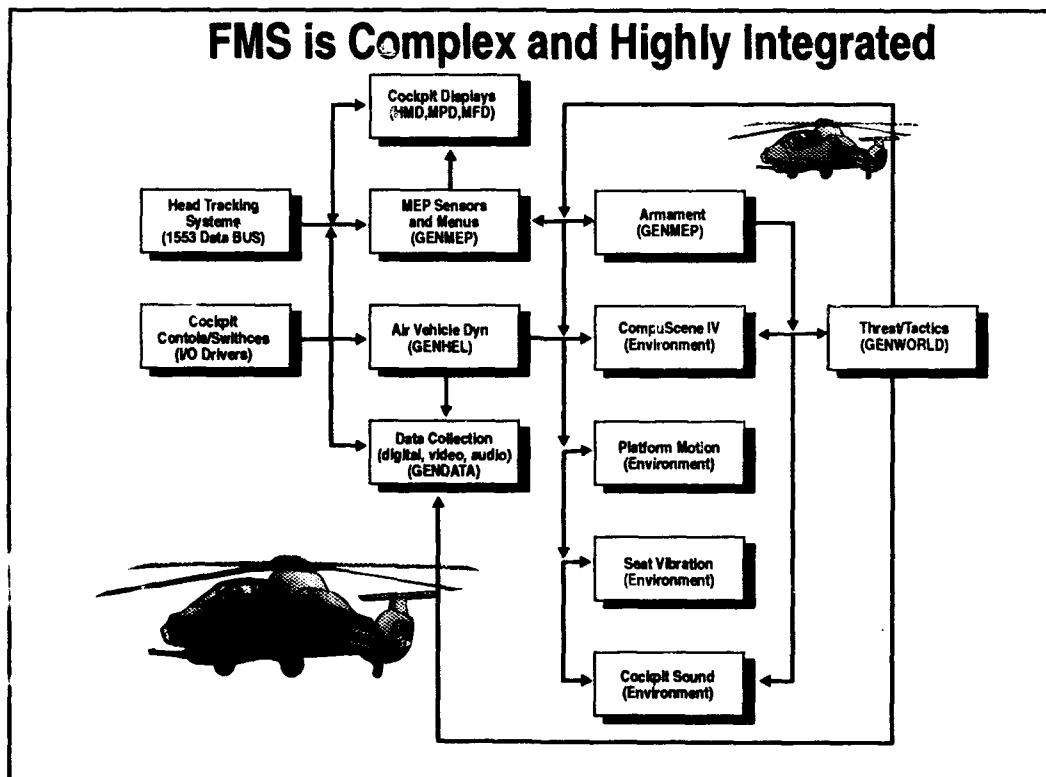 FMS is Complex and Highly Integrated
Cockpit Displays
(HMD,MPD,MFD)
Head Tracking
Systems
(1553 Data BUS)
MEP Sensors
and Menus
(GENMEP)
Armament
(GENMEP)
Cockpit
Contols/Swithces
(I/O Drivers)
Air Vehicle Dyn
(GENHEL)
CompuScene IV
(Environment)
Threat/Tactics
(GENWORLD)
Data Collection
(digital, video, audio)
(GENDATA)
Platform Motion
(Environment)
Seat Vibration
(Environment)
Cockpit Sound
(Environment)